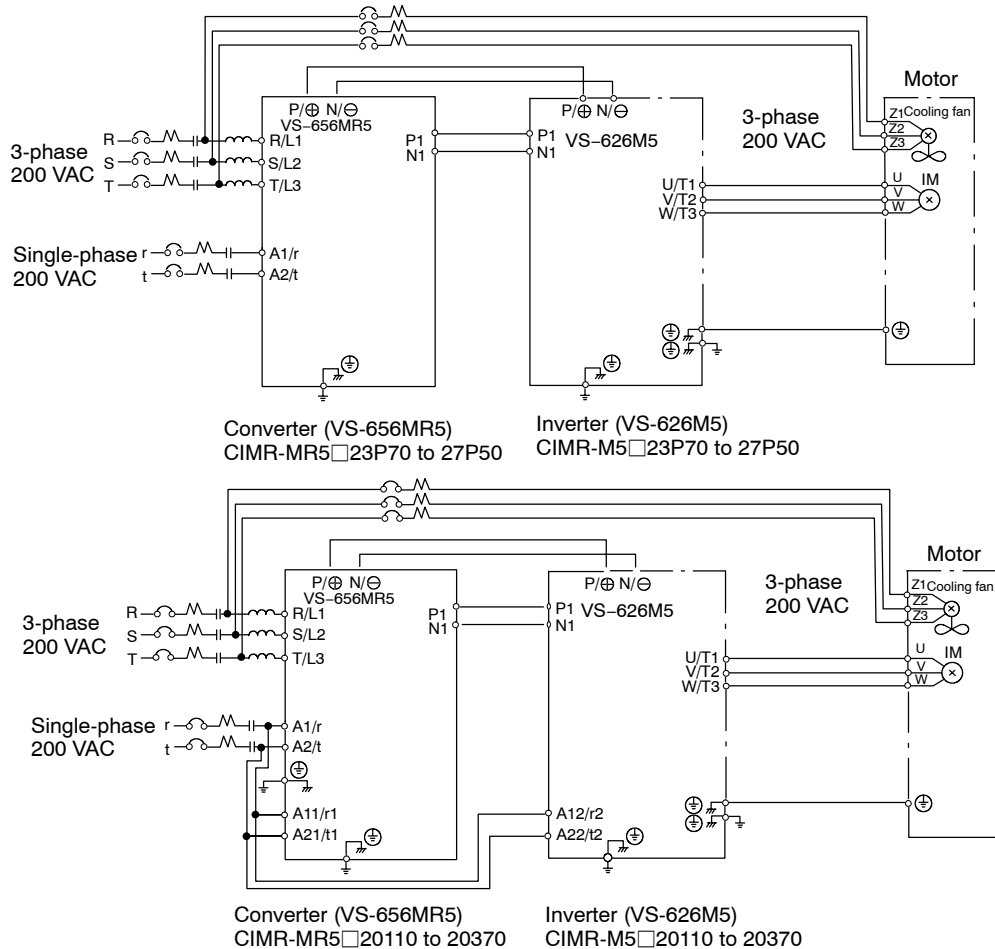 Motor
P/⊕ N/⊖
VS-656MR5
P/⊕ N/⊖
VS-626M5
3-phase
200 VAC
Z1 Cooling fan
Z2
Z3
3-phase
200 VAC
R
S
T
R/L1
S/L2
T/L3
P1
N1
P1
N1
U/T1
V/T2
W/T3
U
V
W
IM
Single-phase
200 VAC
r
t
A1/r
A2/t
Converter (VS-656MR5)
CIMR-MR5□23P70 to 27P50
Inverter (VS-626M5)
CIMR-M5□23P70 to 27P50
Motor
P/⊕ N/⊖
VS-656MR5
P/⊕ N/⊖
VS-626M5
3-phase
200 VAC
Z1 Cooling fan
Z2
Z3
3-phase
200 VAC
R
S
T
R/L1
S/L2
T/L3
P1
N1
P1
N1
U/T1
V/T2
W/T3
U
V
W
IM
Single-phase
200 VAC
r
t
A1/r
A2/t
A11/r1
A21/t1
A12/r2
A22/t2
Converter (VS-656MR5)
CIMR-MR5□20110 to 20370
Inverter (VS-626M5)
CIMR-M5□20110 to 20370